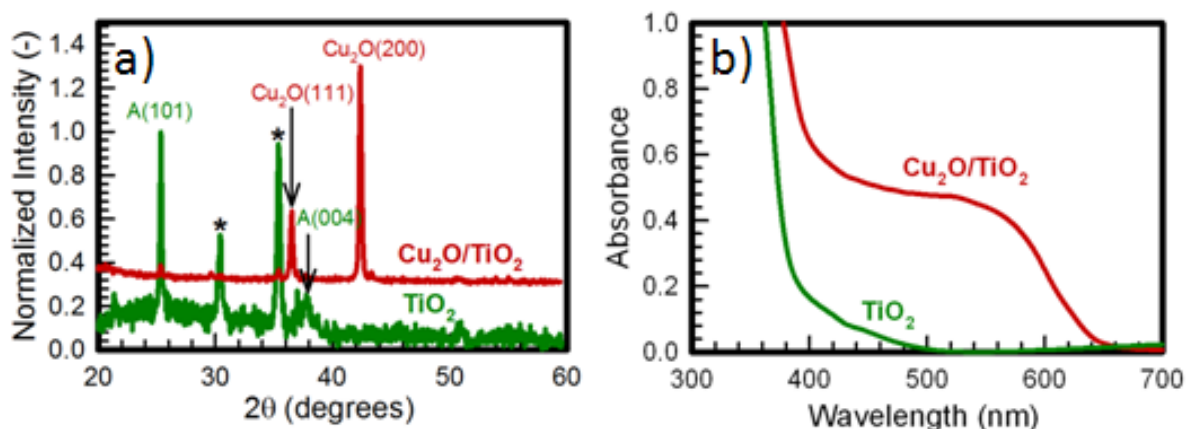 a)
Normalized Intensity (-)
1.4
1.2
1.0
0.8
0.6
0.4
0.2
0.0
A(101)
*
*
Cu₂O(111)
Cu₂O(200)
A(004)
Cu₂O/TiO₂
TiO₂
20 30 40 50 60
2θ (degrees)
b)
Absorbance
1.0
0.8
0.6
0.4
0.2
0.0
Cu₂O/TiO₂
TiO₂
300 400 500 600 700
Wavelength (nm)